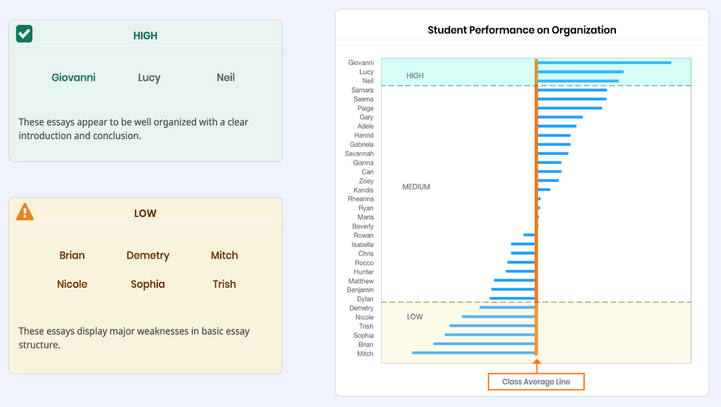 HIGH
Giovanni Lucy Neil
These essays appear to be well organized with a clear
introduction and conclusion.
LOW
Brian Demetry Mitch
Nicole Sophia Trish
These essays display major weaknesses in basic essay
structure.
Student Performance on Organization
Giovanni
Lucy
Neil
Samara
Seema
Paige
Gary
Adele
Harold
Gabriela
Savannah
Gianna
Cari
Zoey
Kandis
Rheanna
Ryan
Maria
Beverly
Rowan
Isabella
Chris
Rocco
Hunter
Matthew
Benjamin
Dylan
Demetry
Nicole
Trish
Sophia
Brian
Mitch
HIGH
MEDIUM
LOW
Class Average Line